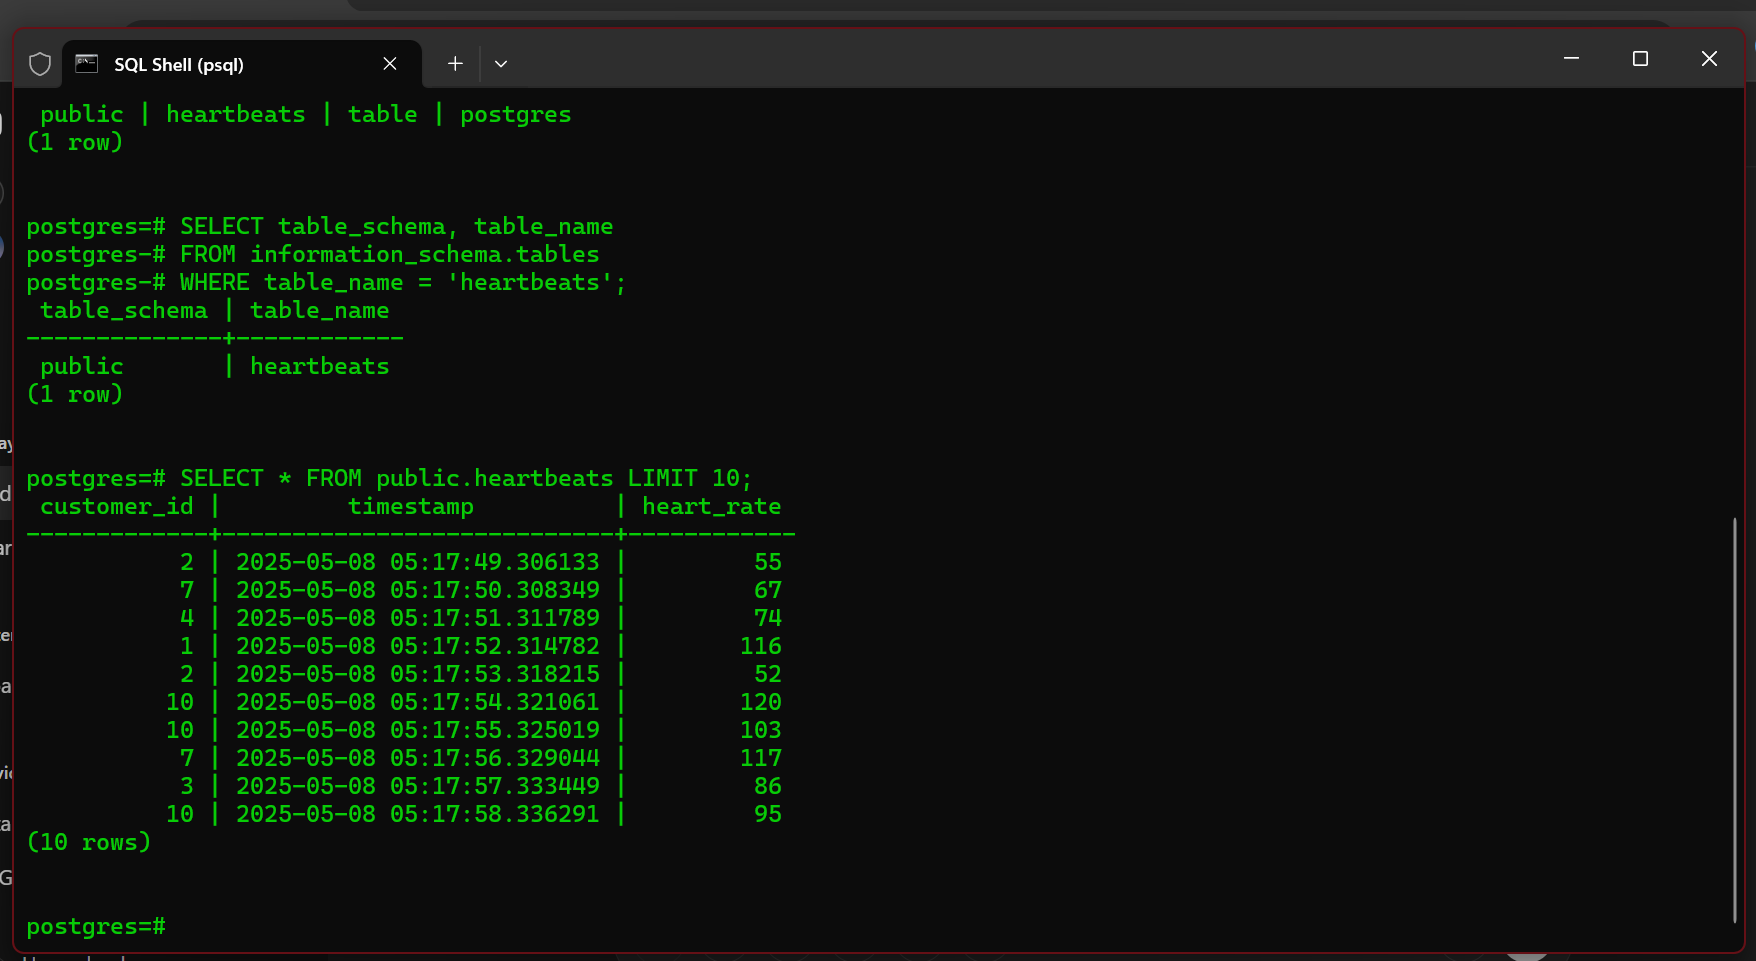 SQL Shell (psql)
public | heartbeats | table | postgres
(1 row)
postgres=# SELECT table_schema, table_name
postgres-# FROM information_schema.tables
postgres-# WHERE table_name = 'heartbeats';
table_schema | table_name
--------------+------------
public       | heartbeats
(1 row)
postgres=# SELECT * FROM public.heartbeats LIMIT 10;
customer_id |         timestamp          | heart_rate
-------------+----------------------------+------------
2 | 2025-05-08 05:17:49.306133 |         55
7 | 2025-05-08 05:17:50.308349 |         67
4 | 2025-05-08 05:17:51.311789 |         74
1 | 2025-05-08 05:17:52.314782 |        116
2 | 2025-05-08 05:17:53.318215 |         52
10 | 2025-05-08 05:17:54.321061 |        120
10 | 2025-05-08 05:17:55.325019 |        103
7 | 2025-05-08 05:17:56.329044 |        117
3 | 2025-05-08 05:17:57.333449 |         86
10 | 2025-05-08 05:17:58.336291 |         95
(10 rows)
postgres=#